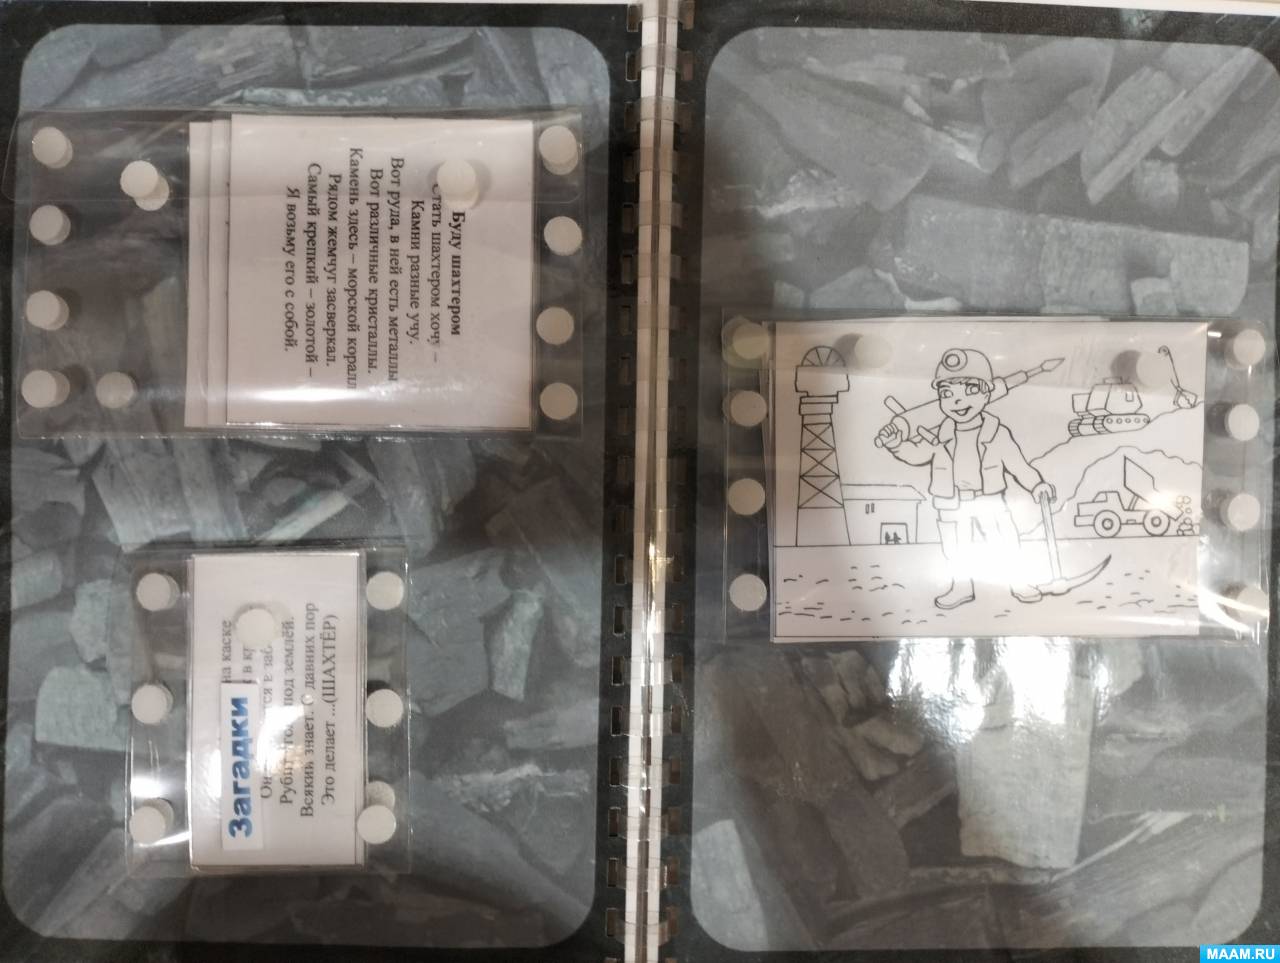 Буду шахтером
Стать шахтером хочу –
Камни разные учу.
Вот руда, в ней есть металлы
Вот различные кристаллы.
Камень здесь – морской коралл
Рядом жемчуг засверкал.
Самый крепкий – золотой –
Я возьму его с собой.
Загадки
на каске
в
под землёй.
Всякий знает. С давних пор
Это делает ...(ШАХТЁР)
MAAM.RU